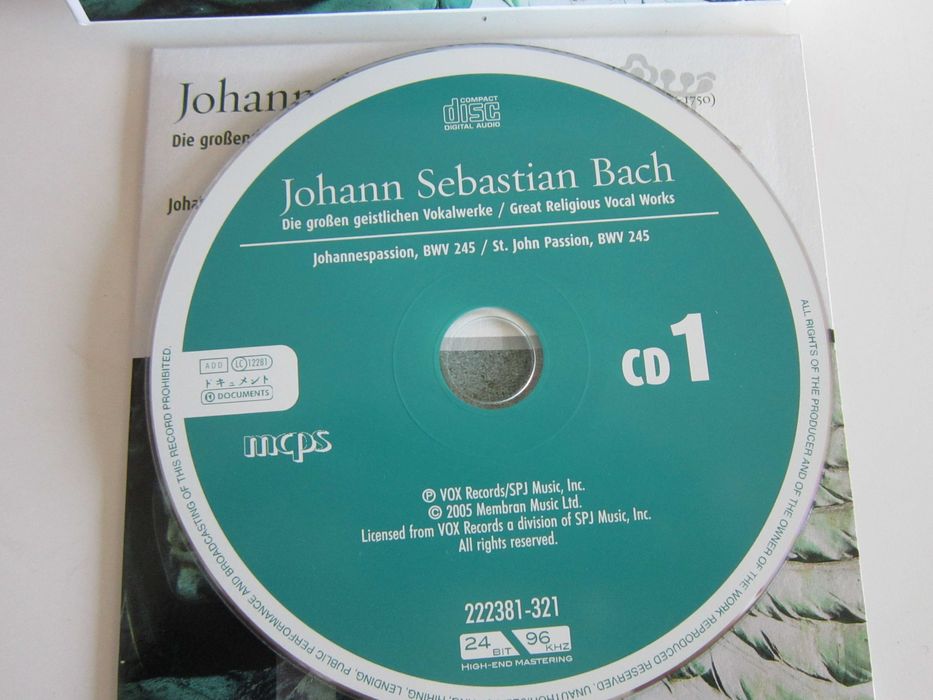 Johann
1750)
Die großen
COMPACT
disc
DIGITAL AUDIO
Johann Sebastian Bach
Die großen geistlichen Vokalwerke / Great Religious Vocal Works
Johannespassion, BWV 245 / St. John Passion, BWV 245
CD 1
ADD LC 12281
ドキュメント
DOCUMENTS
mcps
℗ VOX Records/SPJ Music, Inc.
© 2005 Membran Music Ltd.
Licensed from VOX Records a division of SPJ Music, Inc.
All rights reserved.
222381-321
24 BIT 96 KHZ
HIGH-END MASTERING
ALL RIGHTS OF THE PRODUCER AND OF THE OWNER OF THE WORK REPRODUCED RESERVED.
HIRING, LENDING, PUBLIC PERFORMANCE AND BROADCASTING OF THIS RECORD PROHIBITED.